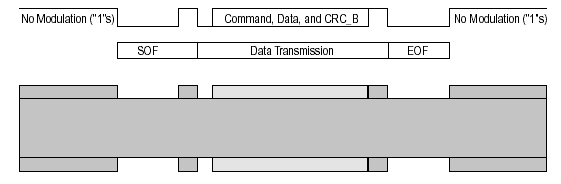 No Modulation ("1"s) Command, Data, and CRC_B No Modulation ("1"s)
SOF Data Transmission EOF